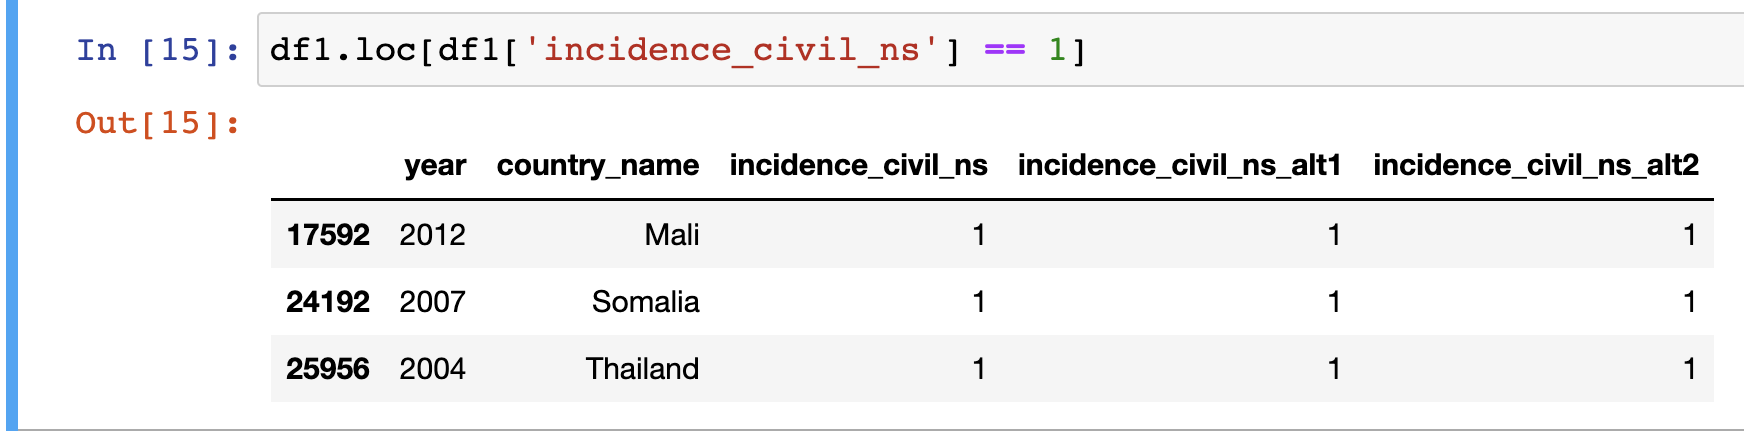 In [15]: df1.loc[df1['incidence_civil_ns'] == 1]
Out[15]:
year country_name incidence_civil_ns incidence_civil_ns_alt1 incidence_civil_ns_alt2
17592 2012 Mali 1 1 1
24192 2007 Somalia 1 1 1
25956 2004 Thailand 1 1 1